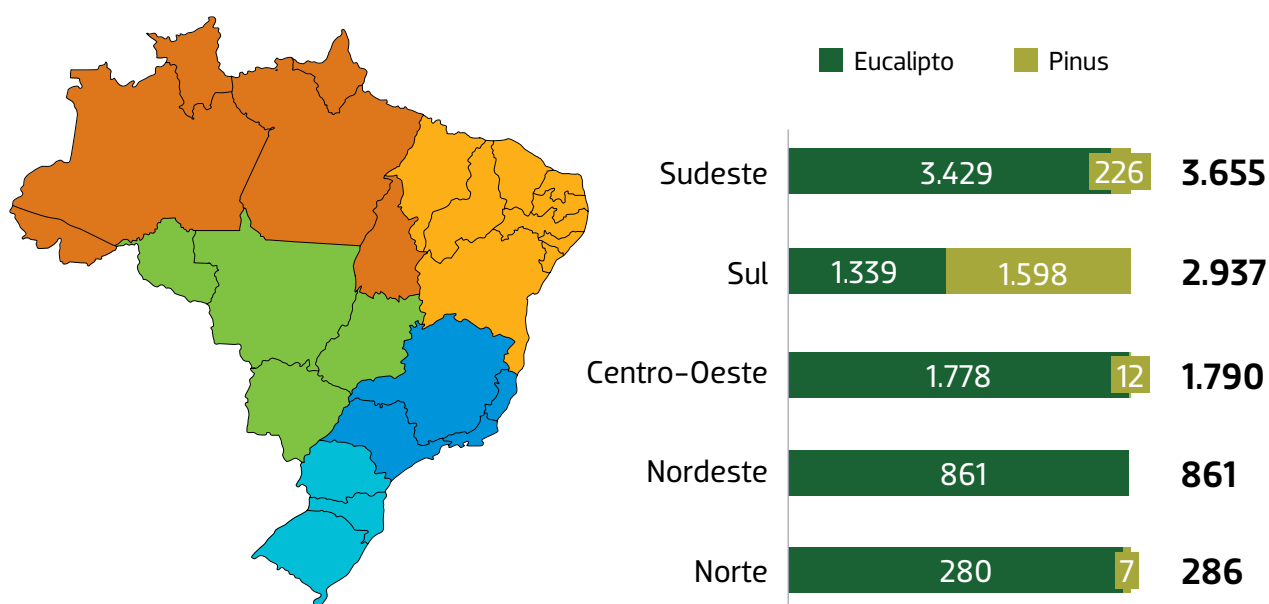 Eucalipto Pinus
Sudeste 3.429 226 3.655
Sul 1.339 1.598 2.937
Centro-Oeste 1.778 12 1.790
Nordeste 861 861
Norte 280 7 286